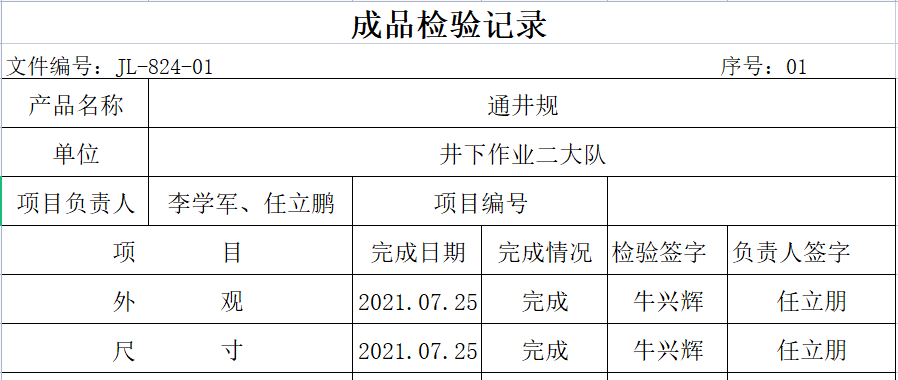 成品检验记录
文件编号：JL-824-01 序号：01
产品名称 通井规
单位 井下作业二大队
项目负责人 李学军、任立鹏 项目编号
项 目 完成日期 完成情况 检验签字 负责人签字
外 观 2021.07.25 完成 牛兴辉 任立朋
尺 寸 2021.07.25 完成 牛兴辉 任立朋